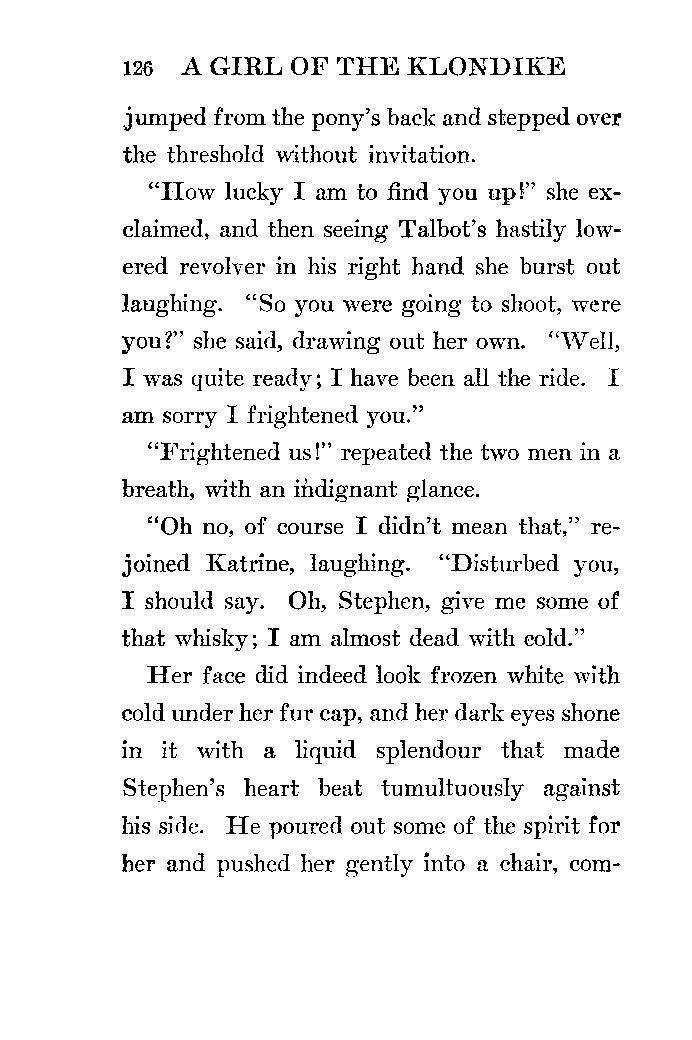 126 A GIRL OF THE KLONDIKE
jumped from the pony's back and stepped over
the threshold without invitation.
“How lucky I am to find you up!” she ex-
claimed, and then seeing Talbot's hastily low-
ered revolver in his right hand she burst out
laughing. “So you were going to shoot, were
you?” she said, drawing out her own. “Well,
I was quite ready; I have been all the ride. I
am sorry I frightened you.”
“Frightened us!” repeated the two men in a
breath, with an indignant glance.
“Oh no, of course I didn't mean that,” re-
joined Katrine, laughing. “Disturbed you,
I should say. Oh, Stephen, give me some of
that whisky; I am almost dead with cold.”
Her face did indeed look frozen white with
cold under her fur cap, and her dark eyes shone
in it with a liquid splendour that made
Stephen's heart beat tumultuously against
his side. He poured out some of the spirit for
her and pushed her gently into a chair, com-